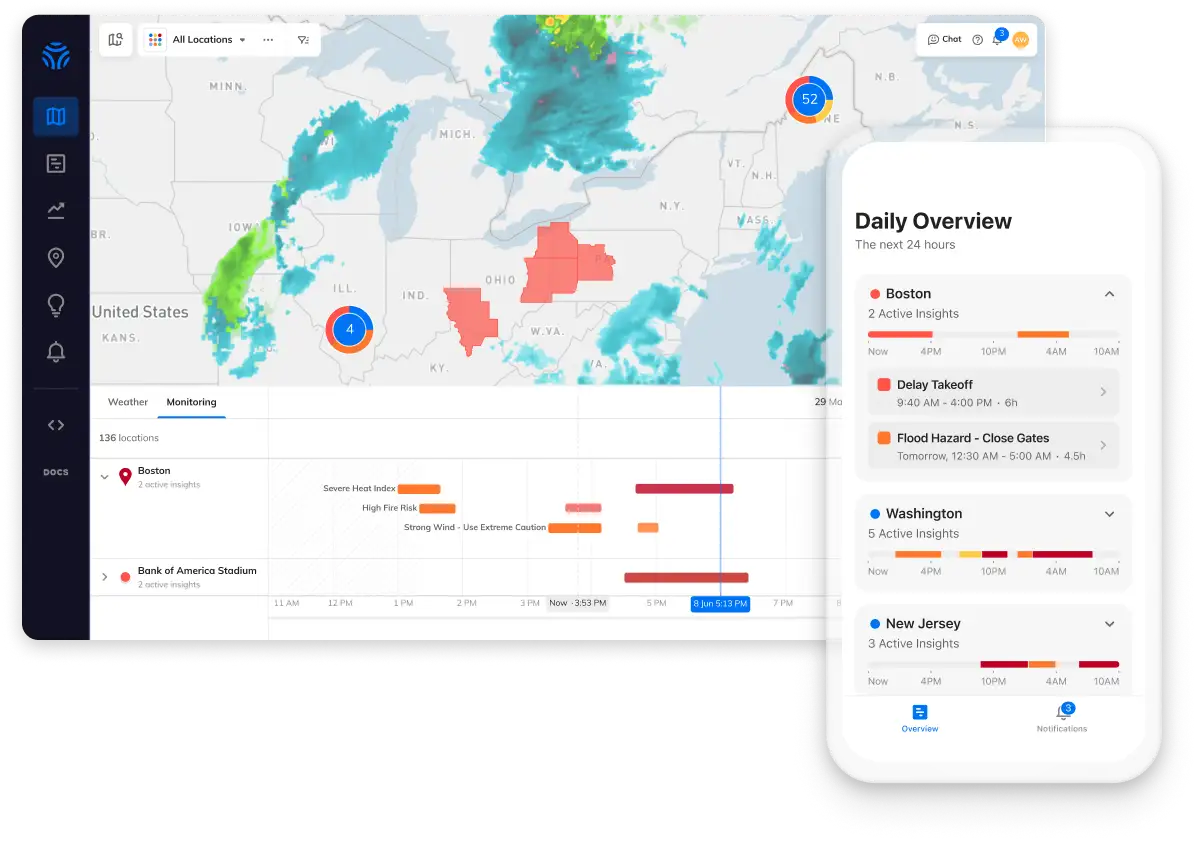 All Locations
Chat
3
AW
MINN.
N.B.
52
NE
N.S.
WI
MICH.
VT.
N.H.
N.Y.
MASS.
IOWA
BR.
PA
OHIO
ILL.
IND.
United States
KANS.
4
W.VA.
KY.
VA.
DOCS
Weather
Monitoring
29 Ma
136 locations
Boston
2 active insights
Severe Heat Index
High Fire Risk
Strong Wind - Use Extreme Caution
Bank of America Stadium
2 active insights
11 AM 12 PM 1 PM 2 PM 3 PM Now · 3:53 PM 5 PM 8 Jun 5:13 PM 7 PM 8
Daily Overview
The next 24 hours
Boston
2 Active Insights
Now 4PM 10PM 4AM 10AM
Delay Takeoff
9:40 AM - 4:00 PM · 6h
Flood Hazard - Close Gates
Tomorrow, 12:30 AM - 5:00 AM · 4.5h
Washington
5 Active Insights
Now 4PM 10PM 4AM 10AM
New Jersey
3 Active Insights
Now 4PM 10PM 4AM 10AM
3
Overview
Notifications